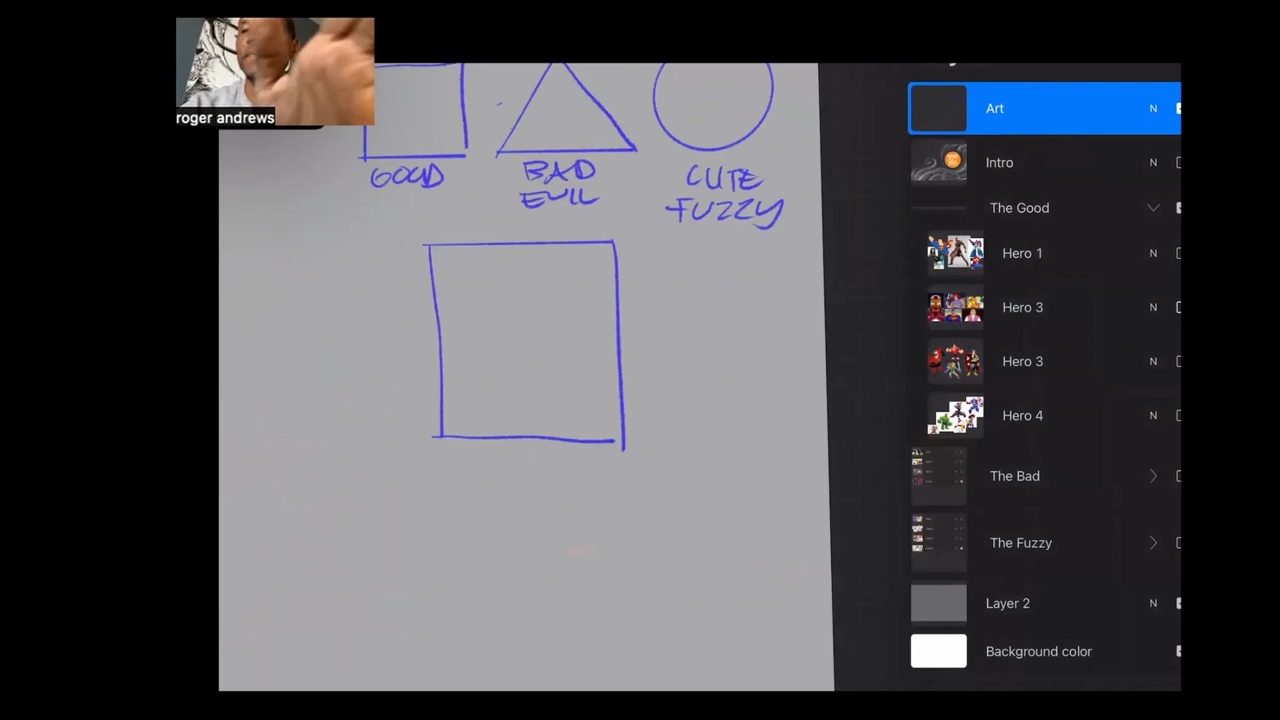 roger andrews
GOOD
BAD
EVIL
CUTE
FUZZY
Art N
Intro N
The Good
Hero 1 N
Hero 3 N
Hero 3 N
Hero 4 N
The Bad
The Fuzzy
Layer 2 N
Background color